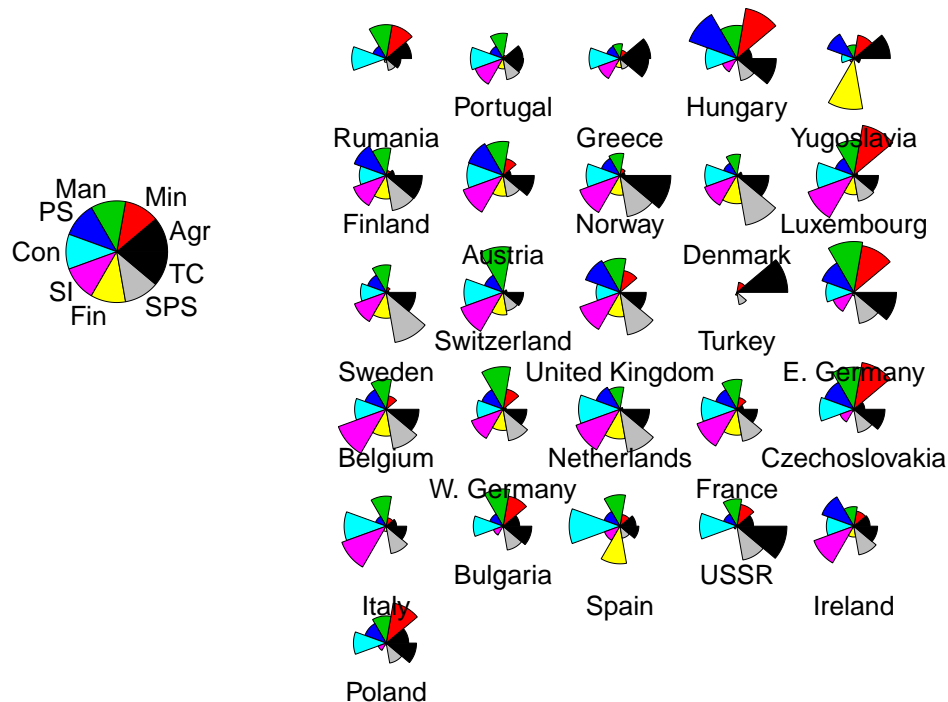 Man
Min
PS
Agr
Con
TC
SI
Fin
SPS
Portugal
Hungary
Rumania
Greece
Yugoslavia
Finland
Norway
Luxembourg
Austria
Denmark
Switzerland
Turkey
Sweden
United Kingdom
E. Germany
Belgium
Netherlands
Czechoslovakia
W. Germany
France
Bulgaria
USSR
Italy
Spain
Ireland
Poland